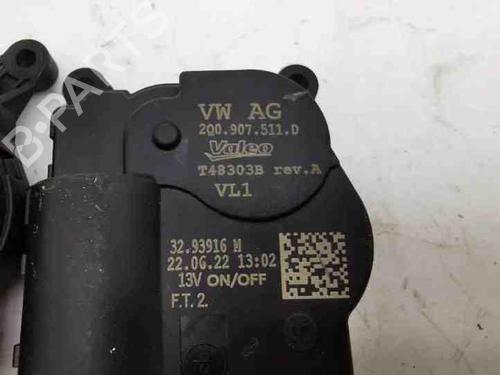 VW AG
2Q0.907.511.D
Valeo
T48303B rev.A
VL1
32.93916 M
22.06.22 13:02
13V ON/OFF
F.T.2.